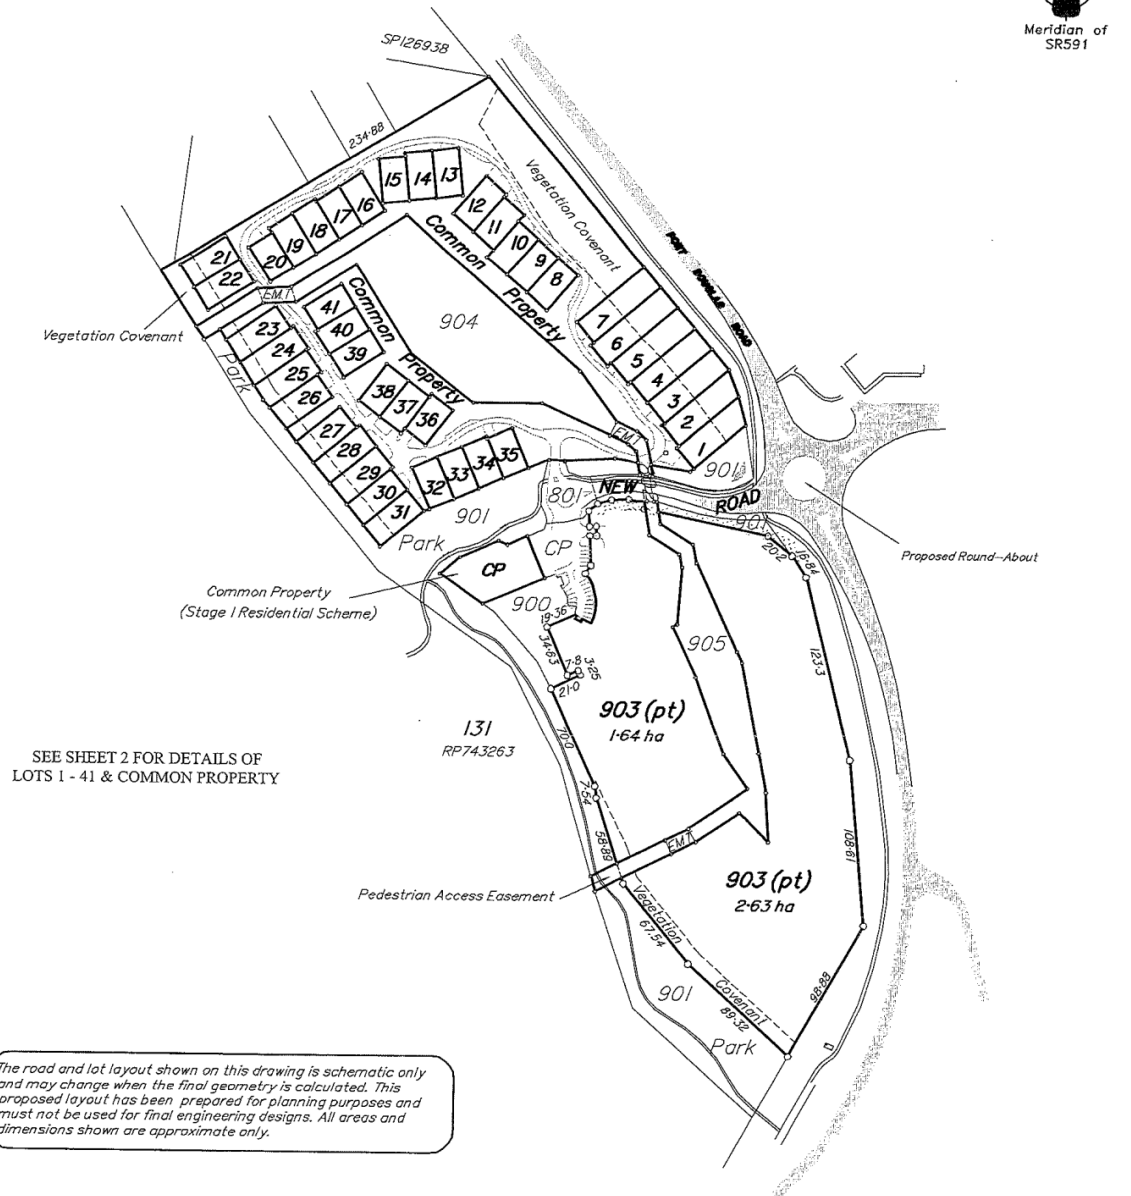 Meridian of
SR591
SP126938
234·88
15
14
13
16
17
18
19
20
21
22
12
11
10
9
8
Vegetation Covenant
PORT DOUGLAS ROAD
Common Property
EMT
41
40
39
Common Property
904
7
6
5
4
3
2
1
Vegetation Covenant
Park
23
24
25
26
27
28
29
30
31
38
37
36
35
34
33
32
EMT
901
NEW ROAD
801
901
901
Park
CP
CP
20·2
16·84
Proposed Round-About
Common Property
(Stage 1 Residential Scheme)
900
19·36
34·63
7·8
3·25
21·0
905
123·3
903 (pt)
1·64 ha
131
RP743263
70·0
SEE SHEET 2 FOR DETAILS OF
LOTS 1 - 41 & COMMON PROPERTY
7·54
58·89
EMT
108·61
903 (pt)
2·63 ha
Pedestrian Access Easement
Vegetation Covenant
67·54
98·88
901
89·32
Park
The road and lot layout shown on this drawing is schematic only
and may change when the final geometry is calculated. This
proposed layout has been prepared for planning purposes and
must not be used for final engineering designs. All areas and
dimensions shown are approximate only.